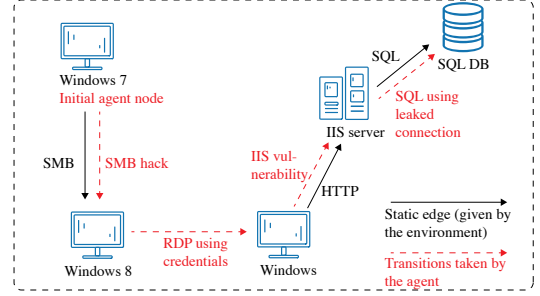 Windows 7
Initial agent node
SMB
SMB hack
Windows 8
RDP using
credentials
Windows
IIS vul-
nerability
HTTP
IIS server
SQL
SQL DB
SQL using
leaked
connection
Static edge (given by
the environment)
Transitions taken by
the agent